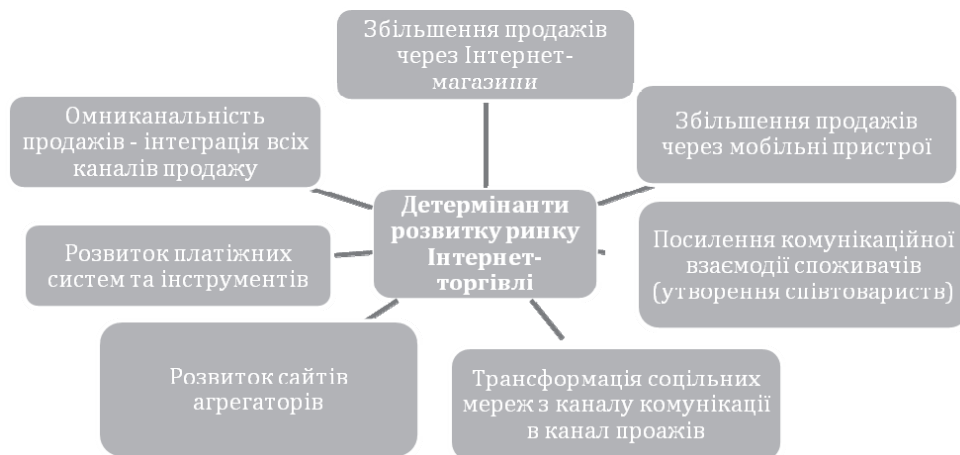 Збільшення продажів
через Інтернет-
магазини
Омниканальність
продажів - інтеграція всіх
каналів продажу
Збільшення продажів
через мобільні пристрої
Детермінанти
розвитку ринку
Інтернет-
торгівлі
Розвиток платіжних
систем та інструментів
Посилення комунікаційної
взаємодії споживачів
(утворення співтовариств)
Розвиток сайтів
агрегаторів
Трансформація соцільних
мереж з каналу комунікації
в канал проажів